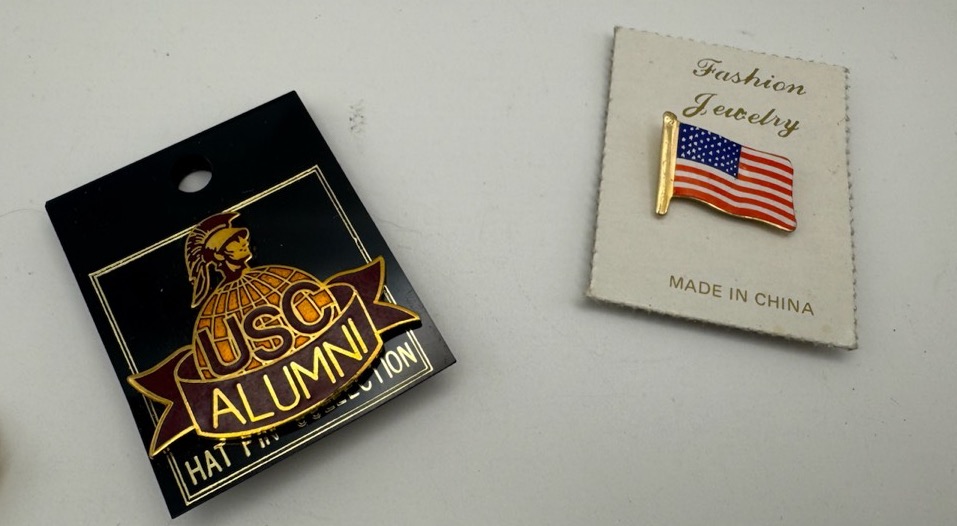 USC
ALUMNI
HAT PIN COLLECTION
Fashion
Jewelry
MADE IN CHINA